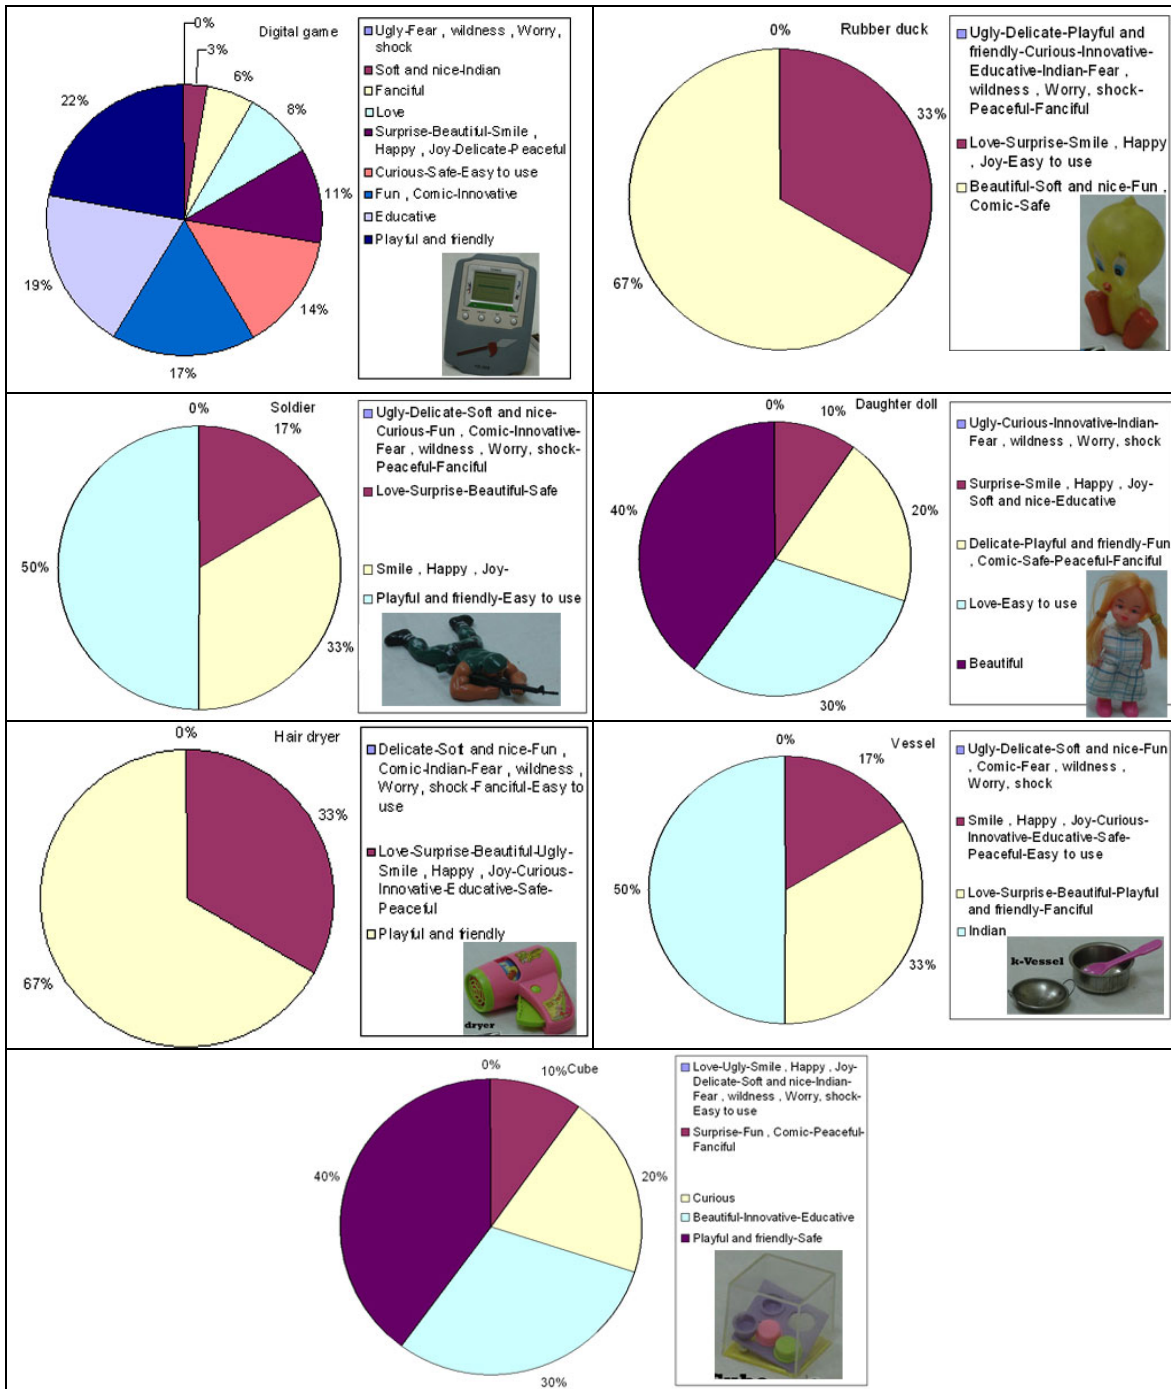 0%
Digital game
3%
6%
8%
11%
14%
17%
19%
22%
Ugly-Fear , wildness , Worry,
shock
Soft and nice-Indian
Fanciful
Love
Surprise-Beautiful-Smile ,
Happy , Joy-Delicate-Peaceful
Curious-Safe-Easy to use
Fun , Comic-Innovative
Educative
Playful and friendly
0%
Rubber duck
33%
67%
Ugly-Delicate-Playful and
friendly-Curious-Innovative-
Educative-Indian-Fear ,
wildness , Worry, shock-
Peaceful-Fanciful
Love-Surprise-Smile , Happy ,
Joy-Easy to use
Beautiful-Soft and nice-Fun ,
Comic-Safe
0%
Soldier
17%
33%
50%
Ugly-Delicate-Soft and nice-
Curious-Fun , Comic-Innovative-
Fear, wildness , Worry, shock-
Peaceful-Fanciful
Love-Surprise-Beautiful-Safe
Smile , Happy , Joy-
Playful and friendly-Easy to use
0%
Daughter doll
10%
20%
30%
40%
Ugly-Curious-Innovative-Indian-
Fear , wildness , Worry, shock
Surprise-Smile , Happy , Joy-
Soft and nice-Educative
Delicate-Playful and friendly-Fun
, Comic-Safe-Peaceful-Fanciful
Love-Easy to use
Beautiful
0%
Hair dryer
33%
67%
Delicate-Soft and nice-Fun ,
Comic-Indian-Fear , wildness ,
Worry, shock-Fanciful-Easy to
use
Love-Surprise-Beautiful-Ugly-
Smile , Happy , Joy-Curious-
Innovative-Educative-Safe-
Peaceful
Playful and friendly
dryer
0%
Vessel
17%
33%
50%
Ugly-Delicate-Soft and nice-Fun
, Comic-Fear , wildness ,
Worry, shock
Smile , Happy , Joy-Curious-
Innovative-Educative-Safe-
Peaceful-Easy to use
Love-Surprise-Beautiful-Playful
and friendly-Fanciful
Indian
k-Vessel
0%
10%
Cube
20%
30%
40%
Love-Ugly-Smile , Happy , Joy-
Delicate-Soft and nice-Indian-
Fear , wildness , Worry, shock-
Easy to use
Surprise-Fun , Comic-Peaceful-
Fanciful
Curious
Beautiful-Innovative-Educative
Playful and friendly-Safe